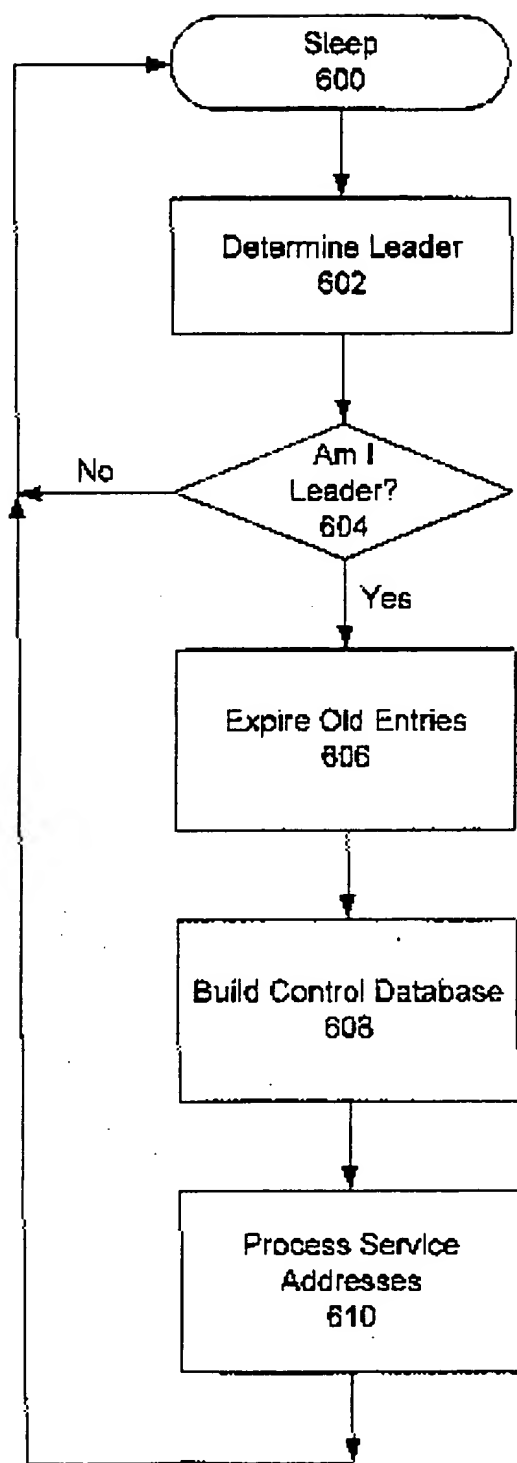 Sleep
600
Determine Leader
602
Am I
Leader?
604
No
Yes
Expire Old Entries
606
Build Control Database
608
Process Service
Addresses
610